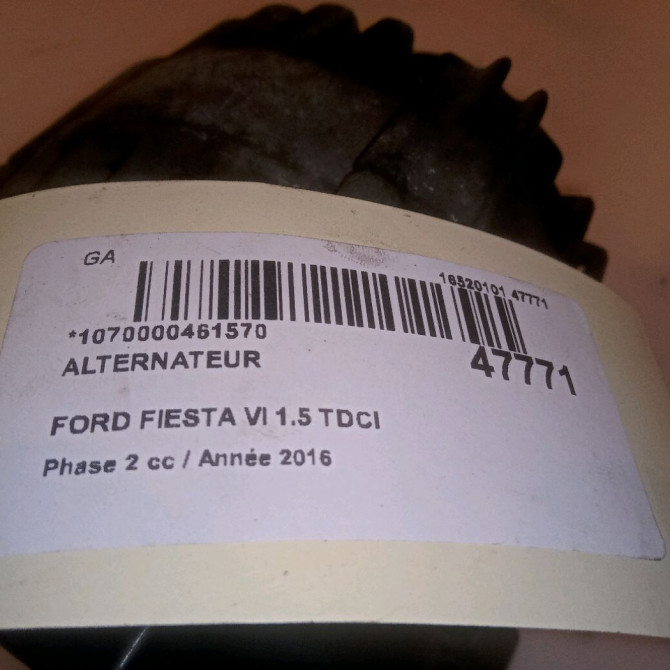 GA
16520101 47771
*1070000461570
ALTERNATEUR
47771
FORD FIESTA VI 1.5 TDCI
Phase 2 cc / Année 2016